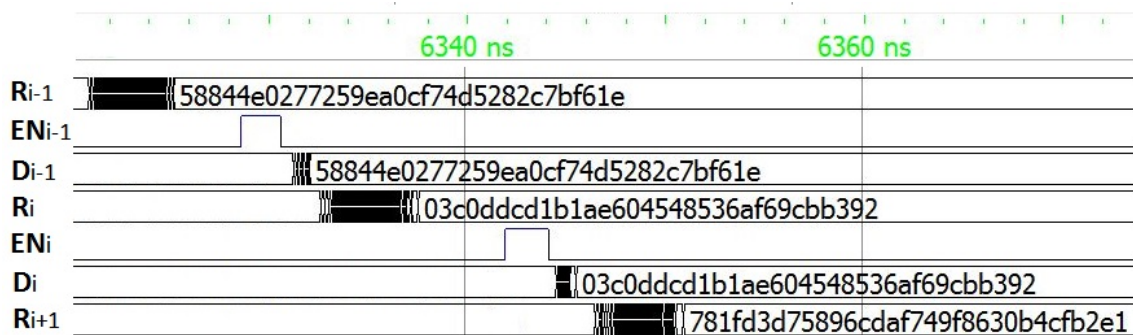 6340 ns 6360 ns
Ri-1 58844e0277259ea0cf74d5282c7bf61e
ENi-1
Di-1 58844e0277259ea0cf74d5282c7bf61e
Ri 03c0ddcd1b1ae604548536af69cbb392
ENi
Di 03c0ddcd1b1ae604548536af69cbb392
Ri+1 781fd3d75896cdaf749f8630b4cfb2e1